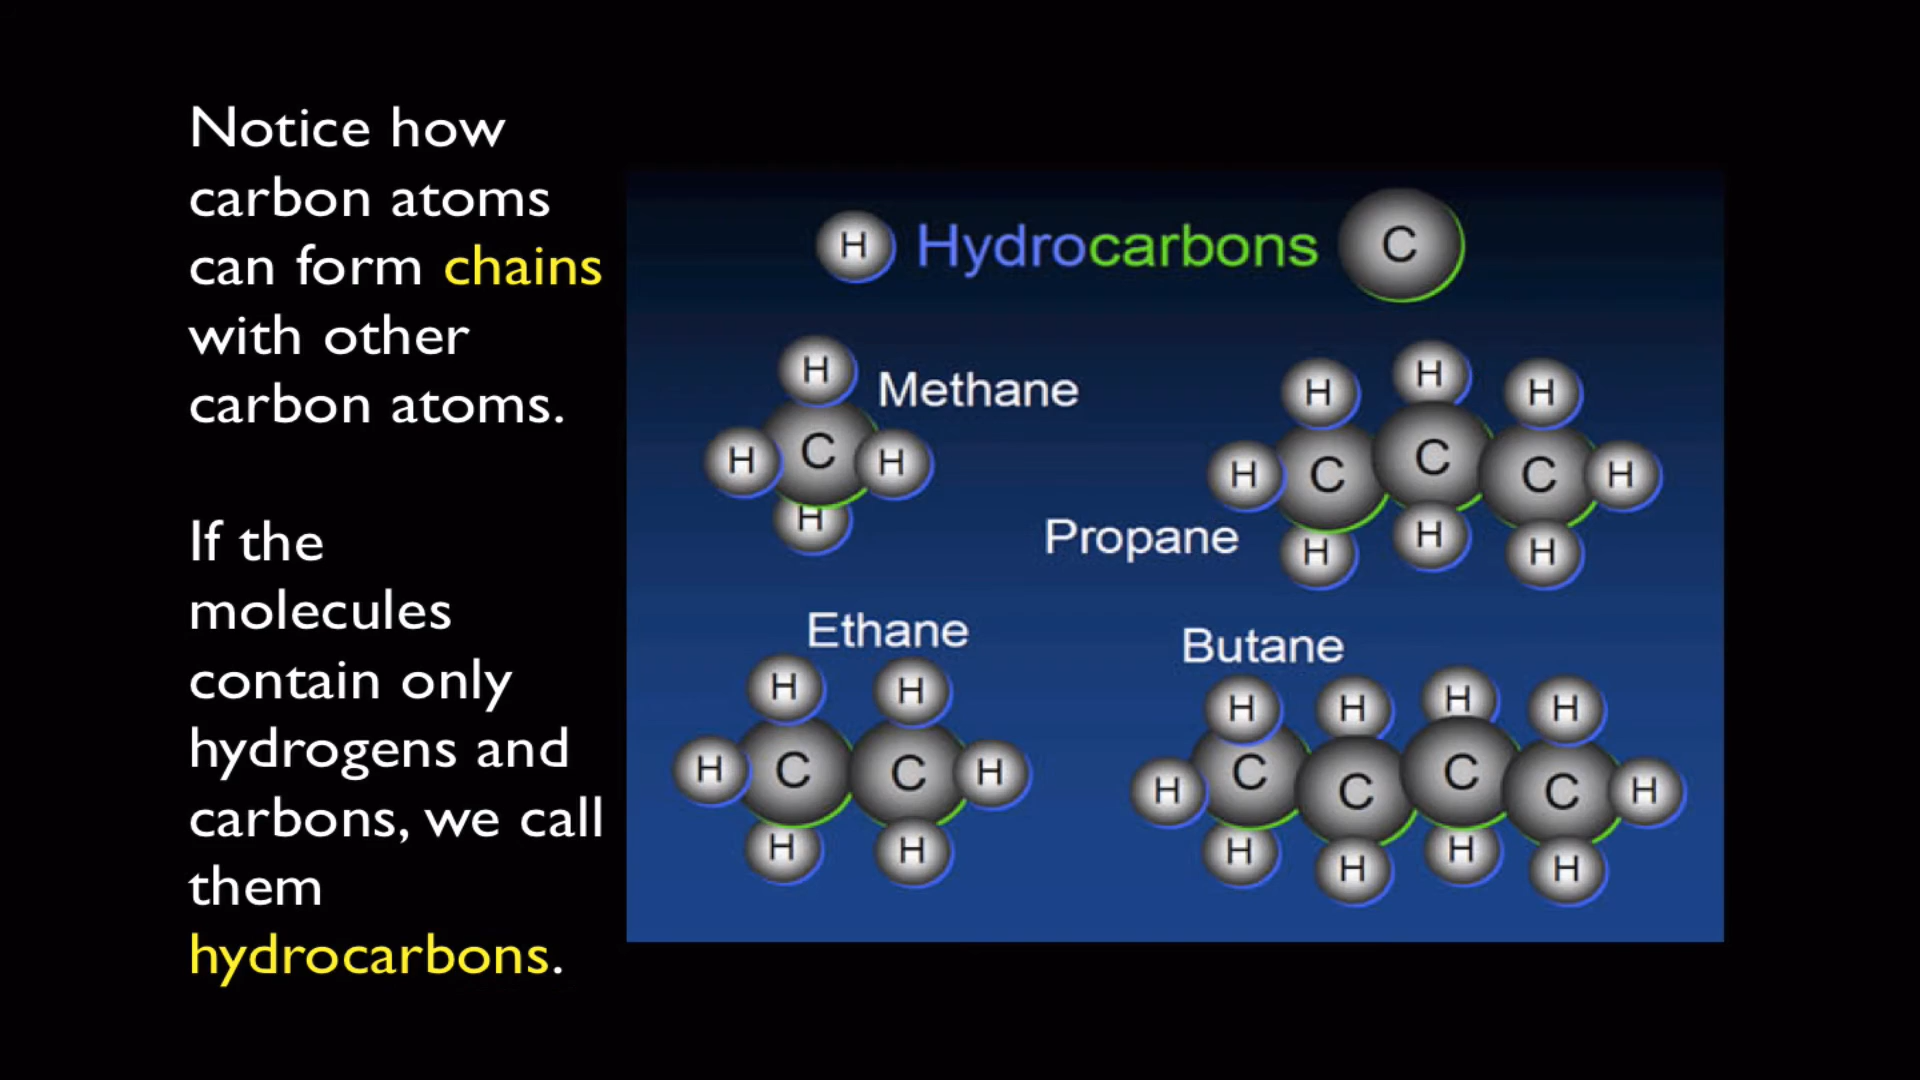 Notice how
carbon atoms
can form chains
with other
carbon atoms.
If the
molecules
contain only
hydrogens and
carbons, we call
them
hydrocarbons.
H Hydrocarbons C
H
Methane
H C H
H
H H H
H C C C H
H H H
Propane
Ethane
H H
H C C H
H H
Butane
H H H H
H C C C C H
H H H H